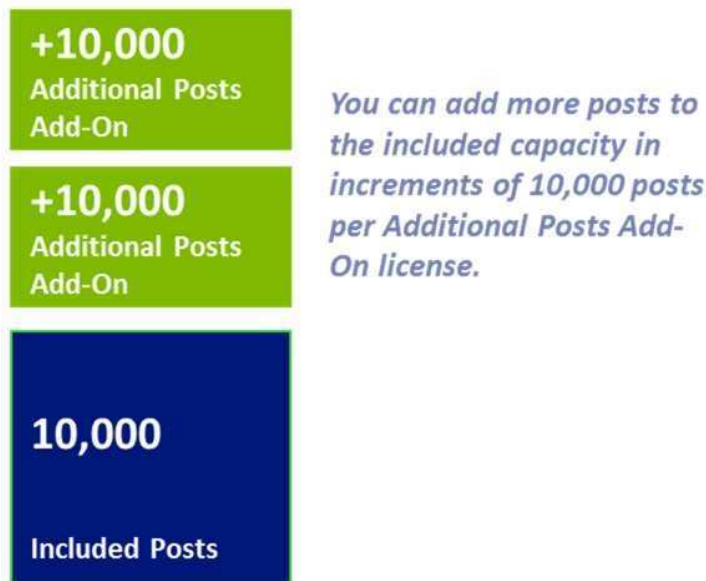 +10,000
Additional Posts
Add-On
You can add more posts to
the included capacity in
increments of 10,000 posts
per Additional Posts Add-
On license.
+10,000
Additional Posts
Add-On
10,000
Included Posts